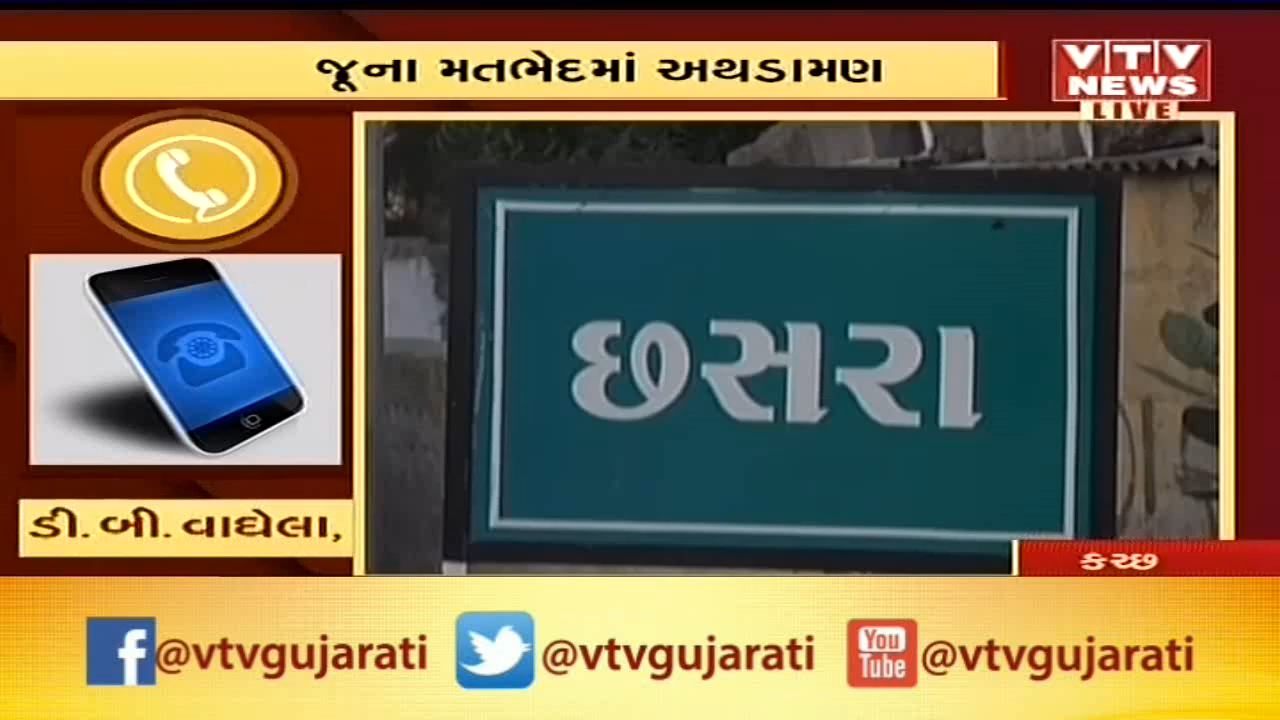 જૂના મતભેદમાં અથડામણ
VTV
NEWS
LIVE
છસરા
ડી.બી.વાઘેલા,
કચ્છ
f @vtvgujarati
@vtvgujarati
You
Tube @vtvgujarati